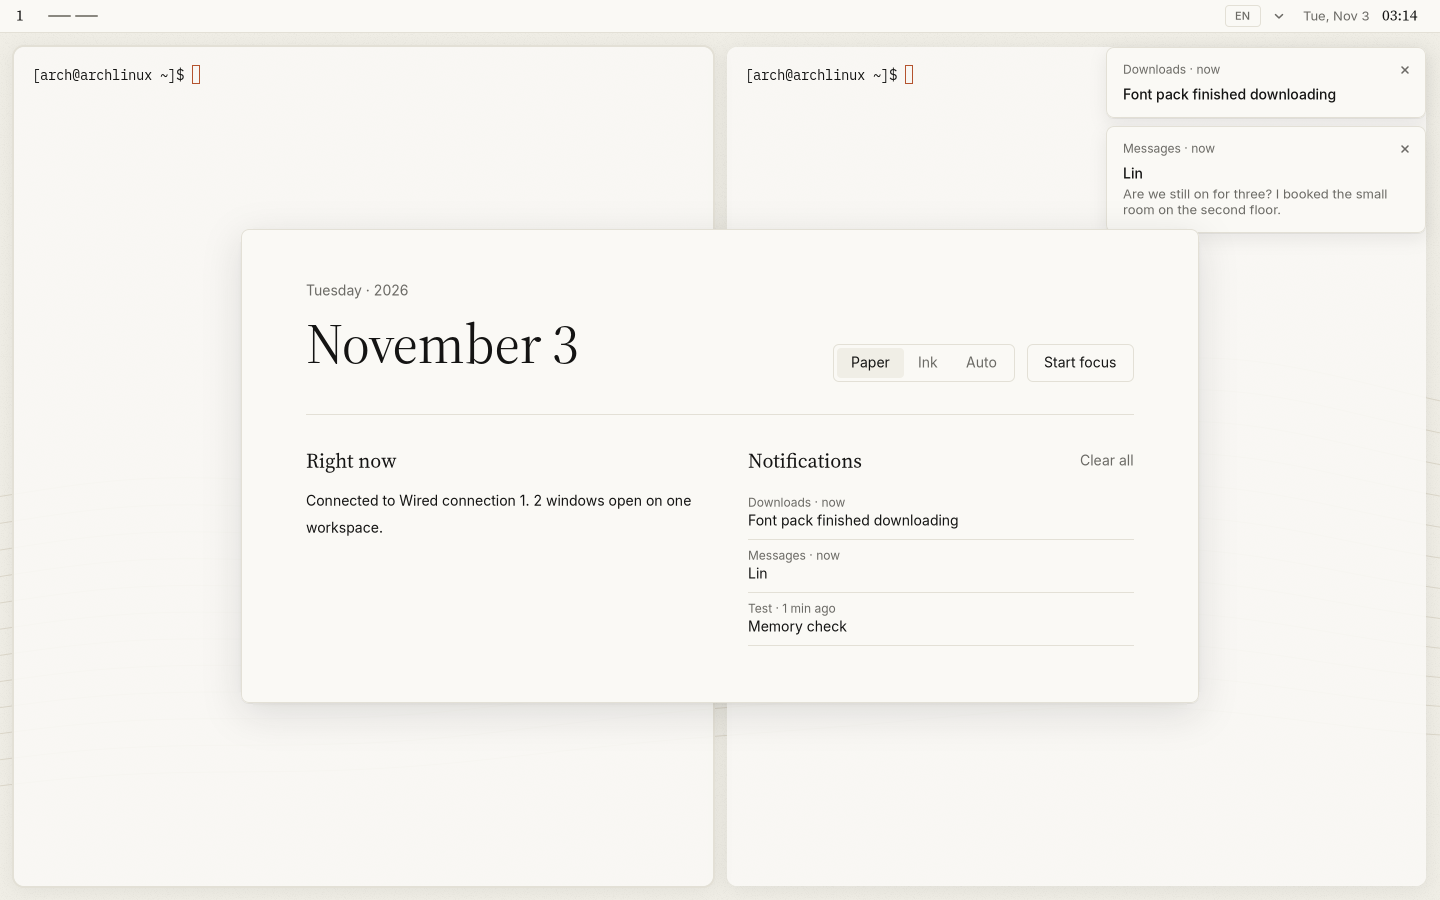 1
EN
Tue, Nov 3 03:14
[arch@archlinux ~]$
[arch@archlinux ~]$
Downloads · now
Font pack finished downloading
Messages · now
Lin
Are we still on for three? I booked the small
room on the second floor.
Tuesday · 2026
November 3
Paper Ink Auto
Start focus
Right now
Connected to Wired connection 1. 2 windows open on one
workspace.
Notifications
Clear all
Downloads · now
Font pack finished downloading
Messages · now
Lin
Test · 1 min ago
Memory check